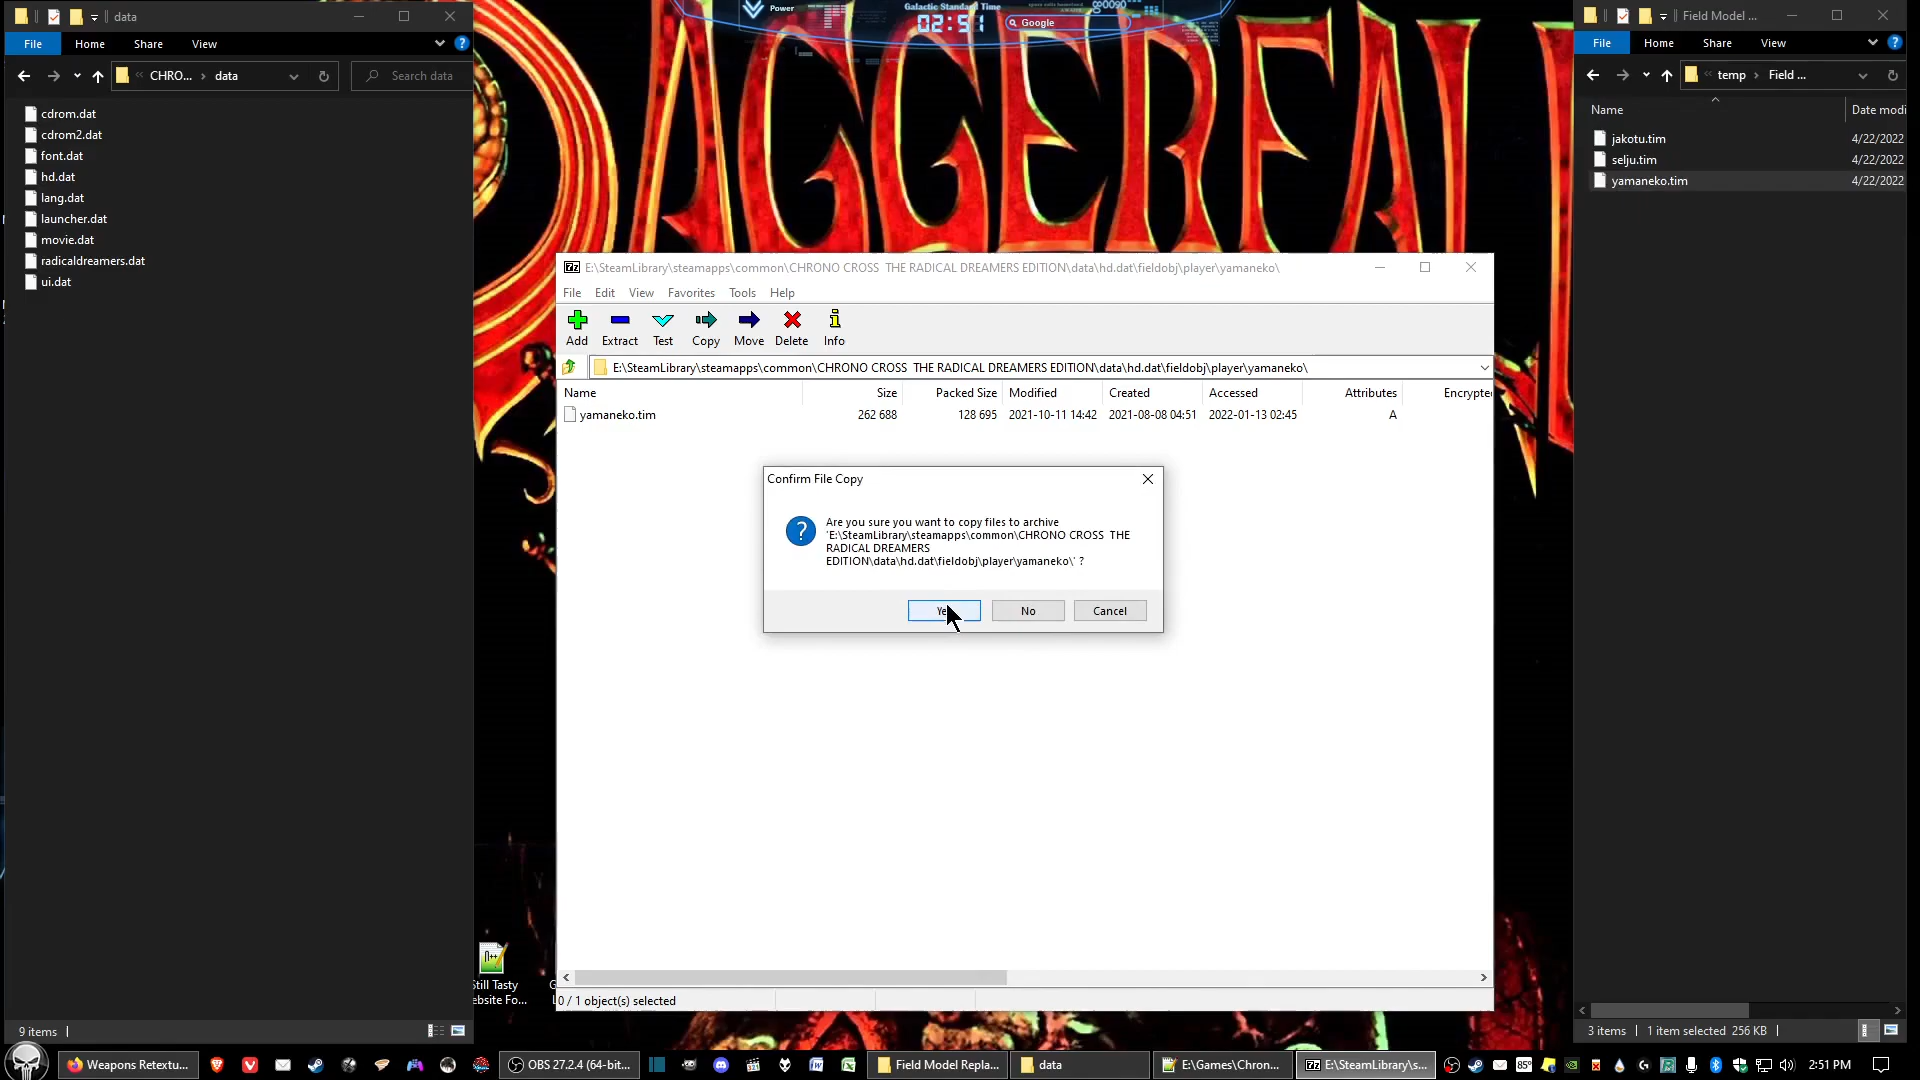 data
File
Home
Share
View
CHRO...
data
Search data
cdrom.dat
cdrom2.dat
font.dat
hd.dat
lang.dat
launcher.dat
movie.dat
radicaldreamers.dat
ui.dat
9 items
Power
Galactic Standard Time
02:51
Google
DAGGERFALL
E:\SteamLibrary\steamapps\common\CHRONO CROSS  THE RADICAL DREAMERS EDITION\data\hd.dat\fieldobj\player\yamaneko\
File
Edit
View
Favorites
Tools
Help
Add
Extract
Test
Copy
Move
Delete
Info
E:\SteamLibrary\steamapps\common\CHRONO CROSS  THE RADICAL DREAMERS EDITION\data\hd.dat\fieldobj\player\yamaneko\
Name
Size
Packed Size
Modified
Created
Accessed
Attributes
Encrypte
yamaneko.tim
262 688
128 695
2021-10-11 14:42
2021-08-08 04:51
2022-01-13 02:45
A
Confirm File Copy
Are you sure you want to copy files to archive
'E:\SteamLibrary\steamapps\common\CHRONO CROSS  THE
RADICAL DREAMERS
EDITION\data\hd.dat\fieldobj\player\yamaneko\' ?
No
Cancel
0 / 1 object(s) selected
Field Model ...
File
Home
Share
View
temp
Field ...
Name
Date modi
jakotu.tim
4/22/2022
selju.tim
4/22/2022
yamaneko.tim
4/22/2022
3 items
1 item selected  256 KB
Still Tasty
ebsite Fo...
Weapons Retextu...
OBS 27.2.4 (64-bit...
Field Model Repla...
data
E:\Games\Chron...
E:\SteamLibrary\s...
85°
2:51 PM